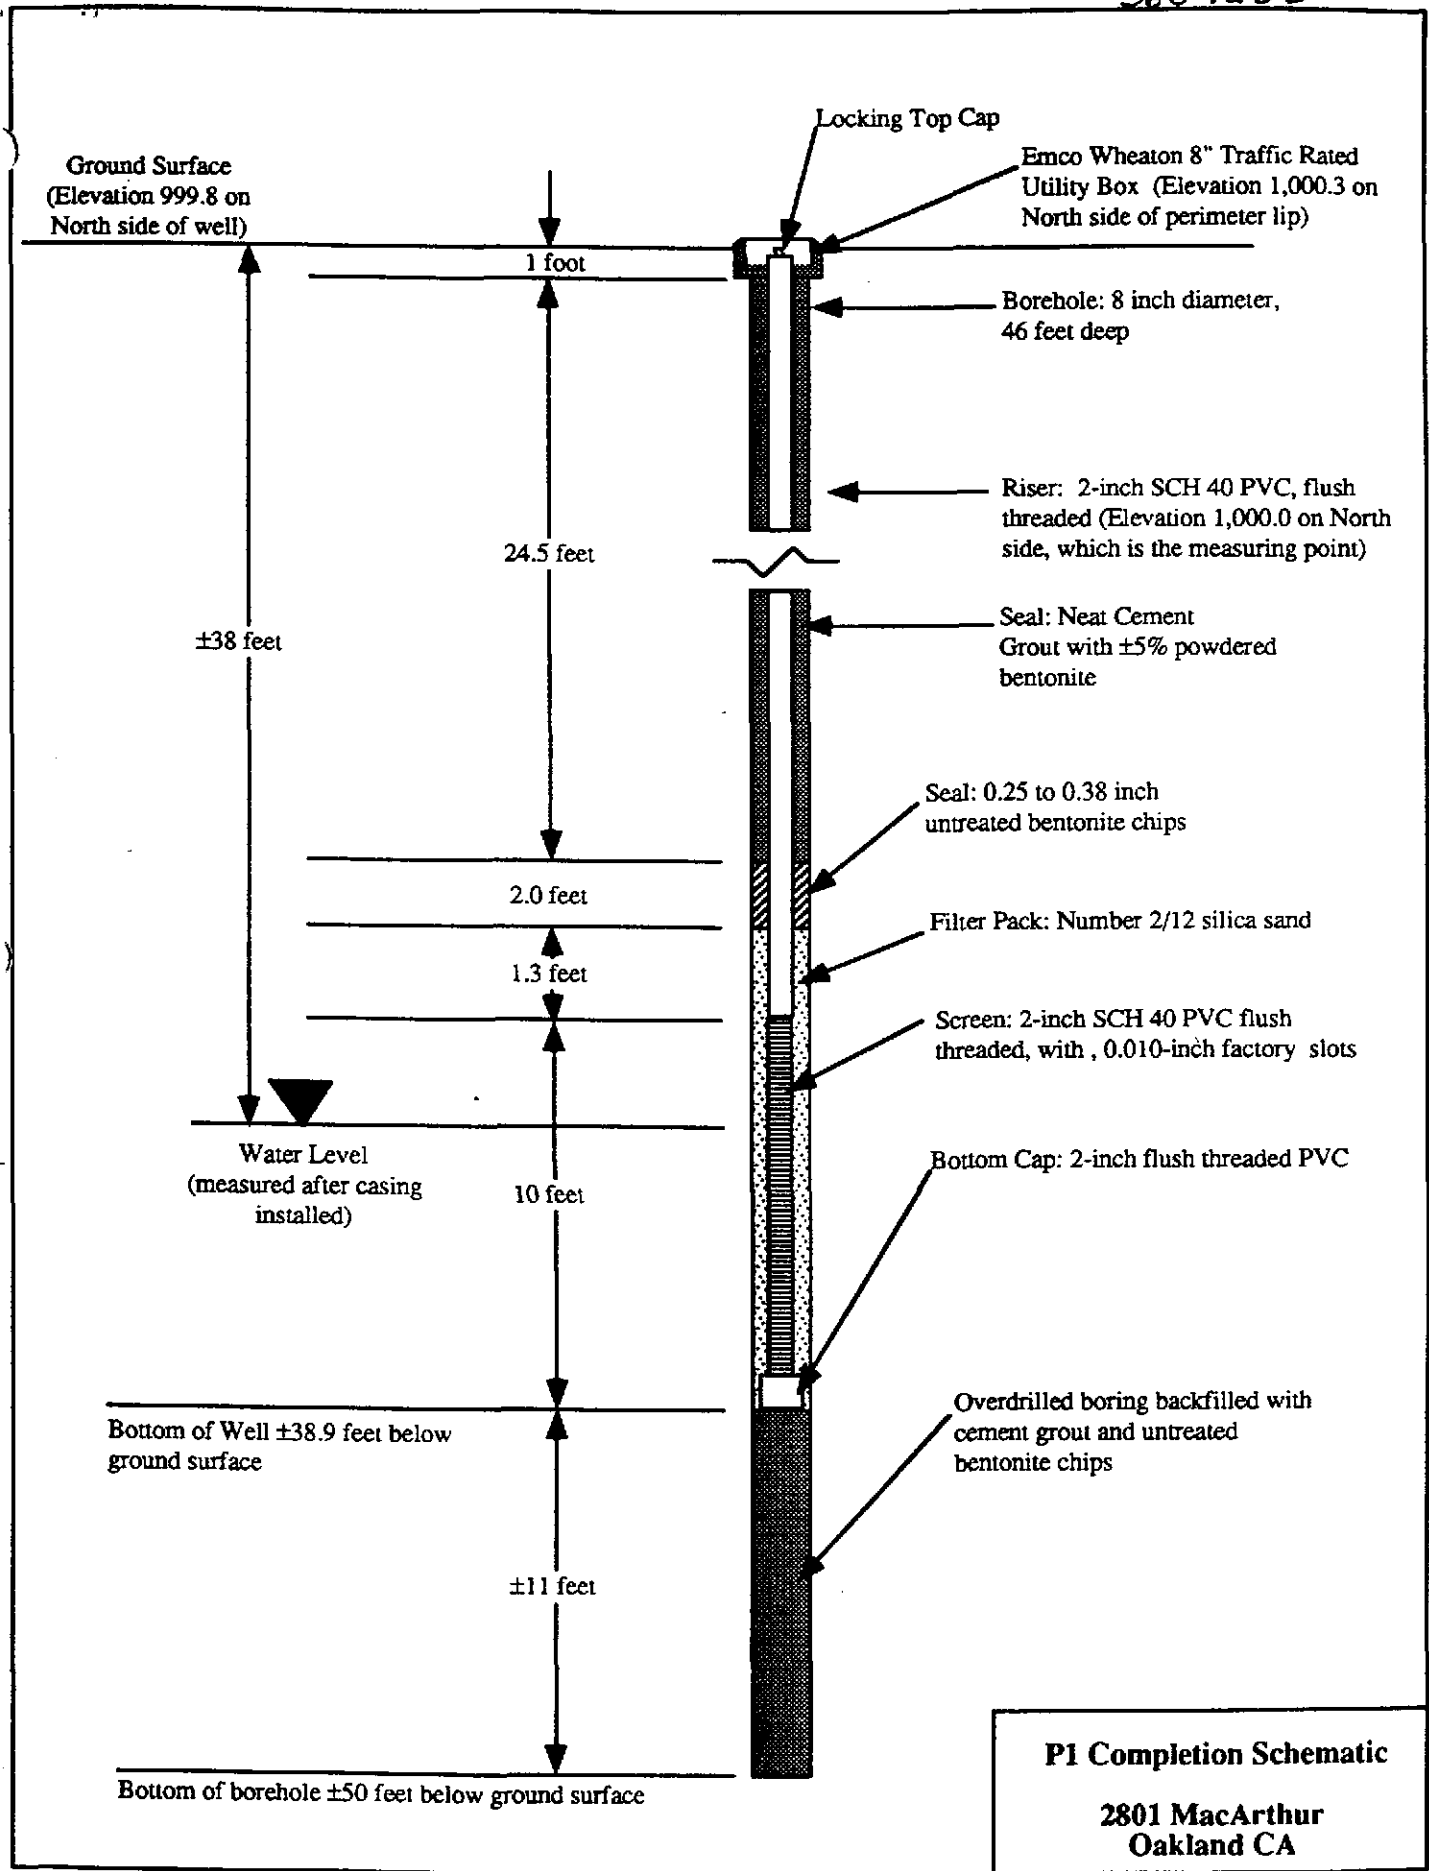 Locking Top Cap
Ground Surface
(Elevation 999.8 on
North side of well)
Emco Wheaton 8" Traffic Rated
Utility Box (Elevation 1,000.3 on
North side of perimeter lip)
1 foot
Borehole: 8 inch diameter,
46 feet deep
Riser: 2-inch SCH 40 PVC, flush
threaded (Elevation 1,000.0 on North
side, which is the measuring point)
24.5 feet
±38 feet
Seal: Neat Cement
Grout with ±5% powdered
bentonite
Seal: 0.25 to 0.38 inch
untreated bentonite chips
2.0 feet
Filter Pack: Number 2/12 silica sand
1.3 feet
Screen: 2-inch SCH 40 PVC flush
threaded, with , 0.010-inch factory slots
Water Level
(measured after casing
installed)
10 feet
Bottom Cap: 2-inch flush threaded PVC
Bottom of Well ±38.9 feet below
ground surface
Overdrilled boring backfilled with
cement grout and untreated
bentonite chips
±11 feet
Bottom of borehole ±50 feet below ground surface
P1 Completion Schematic
2801 MacArthur
Oakland CA